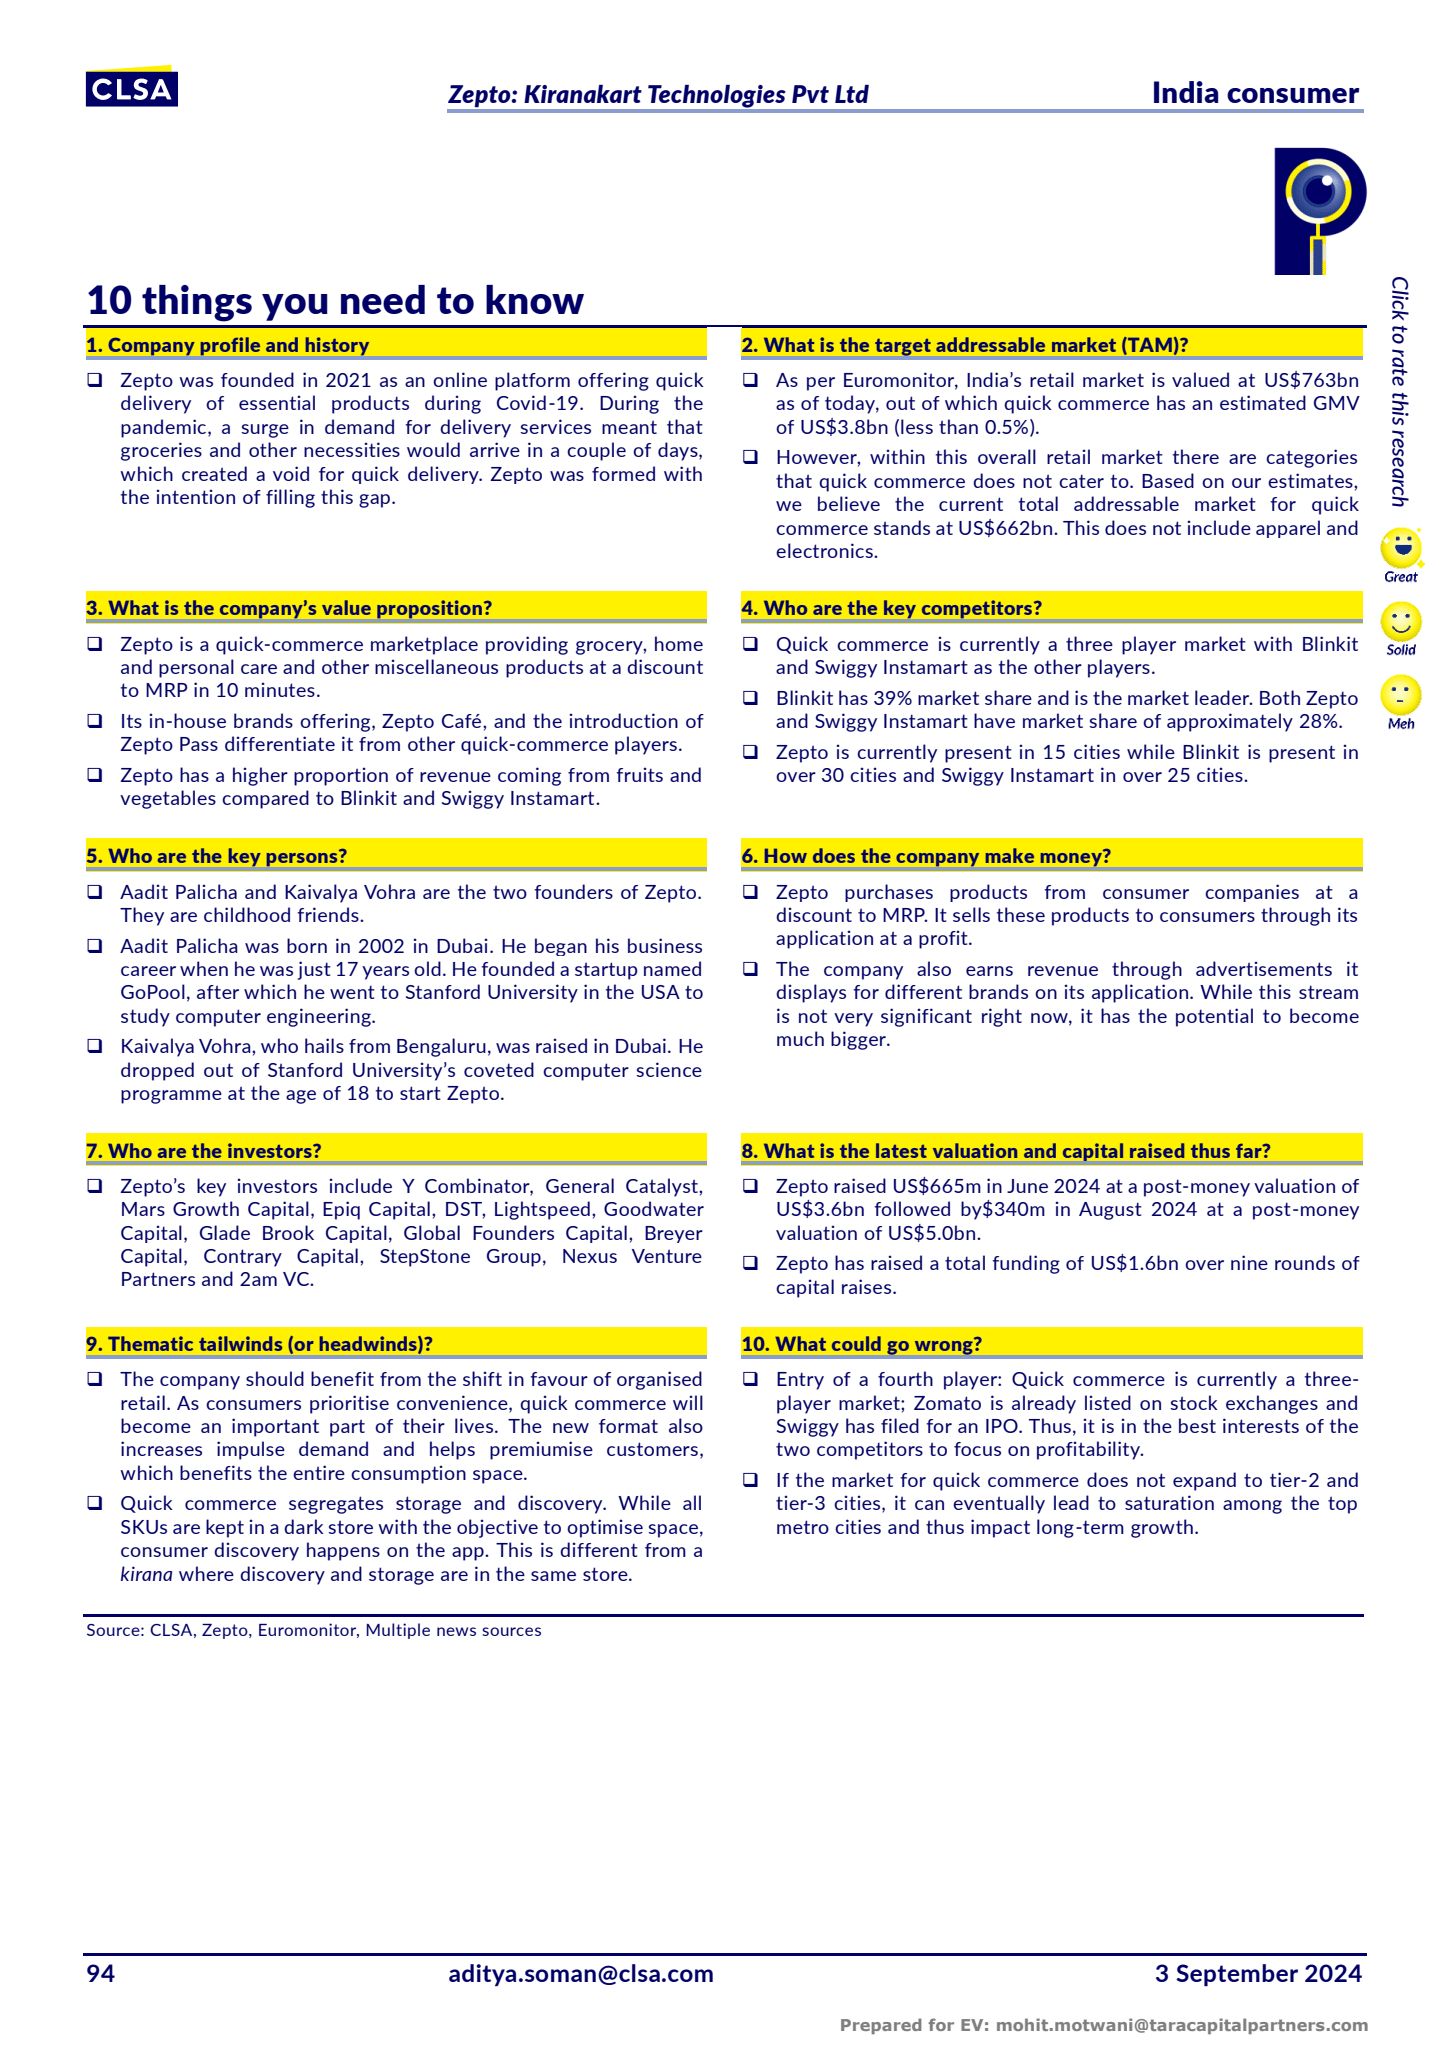 CLSA
Zepto: Kiranakart Technologies Pvt Ltd
India consumer
10 things you need to know
1. Company profile and history
❑ Zepto was founded in 2021 as an online platform offering quick
delivery of essential products during Covid-19. During the
pandemic, a surge in demand for delivery services meant that
groceries and other necessities would arrive in a couple of days,
which created a void for quick delivery. Zepto was formed with
the intention of filling this gap.
2. What is the target addressable market (TAM)?
❑ As per Euromonitor, India’s retail market is valued at US$763bn
as of today, out of which quick commerce has an estimated GMV
of US$3.8bn (less than 0.5%).
❑ However, within this overall retail market there are categories
that quick commerce does not cater to. Based on our estimates,
we believe the current total addressable market for quick
commerce stands at US$662bn. This does not include apparel and
electronics.
3. What is the company’s value proposition?
❑ Zepto is a quick-commerce marketplace providing grocery, home
and personal care and other miscellaneous products at a discount
to MRP in 10 minutes.
❑ Its in-house brands offering, Zepto Café, and the introduction of
Zepto Pass differentiate it from other quick-commerce players.
❑ Zepto has a higher proportion of revenue coming from fruits and
vegetables compared to Blinkit and Swiggy Instamart.
4. Who are the key competitors?
❑ Quick commerce is currently a three player market with Blinkit
and Swiggy Instamart as the other players.
❑ Blinkit has 39% market share and is the market leader. Both Zepto
and Swiggy Instamart have market share of approximately 28%.
❑ Zepto is currently present in 15 cities while Blinkit is present in
over 30 cities and Swiggy Instamart in over 25 cities.
5. Who are the key persons?
❑ Aadit Palicha and Kaivalya Vohra are the two founders of Zepto.
They are childhood friends.
❑ Aadit Palicha was born in 2002 in Dubai. He began his business
career when he was just 17 years old. He founded a startup named
GoPool, after which he went to Stanford University in the USA to
study computer engineering.
❑ Kaivalya Vohra, who hails from Bengaluru, was raised in Dubai. He
dropped out of Stanford University’s coveted computer science
programme at the age of 18 to start Zepto.
6. How does the company make money?
❑ Zepto purchases products from consumer companies at a
discount to MRP. It sells these products to consumers through its
application at a profit.
❑ The company also earns revenue through advertisements it
displays for different brands on its application. While this stream
is not very significant right now, it has the potential to become
much bigger.
7. Who are the investors?
❑ Zepto’s key investors include Y Combinator, General Catalyst,
Mars Growth Capital, Epiq Capital, DST, Lightspeed, Goodwater
Capital, Glade Brook Capital, Global Founders Capital, Breyer
Capital, Contrary Capital, StepStone Group, Nexus Venture
Partners and 2am VC.
8. What is the latest valuation and capital raised thus far?
❑ Zepto raised US$665m in June 2024 at a post-money valuation of
US$3.6bn followed by$340m in August 2024 at a post-money
valuation of US$5.0bn.
❑ Zepto has raised a total funding of US$1.6bn over nine rounds of
capital raises.
9. Thematic tailwinds (or headwinds)?
❑ The company should benefit from the shift in favour of organised
retail. As consumers prioritise convenience, quick commerce will
become an important part of their lives. The new format also
increases impulse demand and helps premiumise customers,
which benefits the entire consumption space.
❑ Quick commerce segregates storage and discovery. While all
SKUs are kept in a dark store with the objective to optimise space,
consumer discovery happens on the app. This is different from a
kirana where discovery and storage are in the same store.
10. What could go wrong?
❑ Entry of a fourth player: Quick commerce is currently a three-
player market; Zomato is already listed on stock exchanges and
Swiggy has filed for an IPO. Thus, it is in the best interests of the
two competitors to focus on profitability.
❑ If the market for quick commerce does not expand to tier-2 and
tier-3 cities, it can eventually lead to saturation among the top
metro cities and thus impact long-term growth.
Source: CLSA, Zepto, Euromonitor, Multiple news sources
Click to rate this research
Great
Solid
Meh
94
aditya.soman@clsa.com
3 September 2024
Prepared for EV: mohit.motwani@taracapitalpartners.com